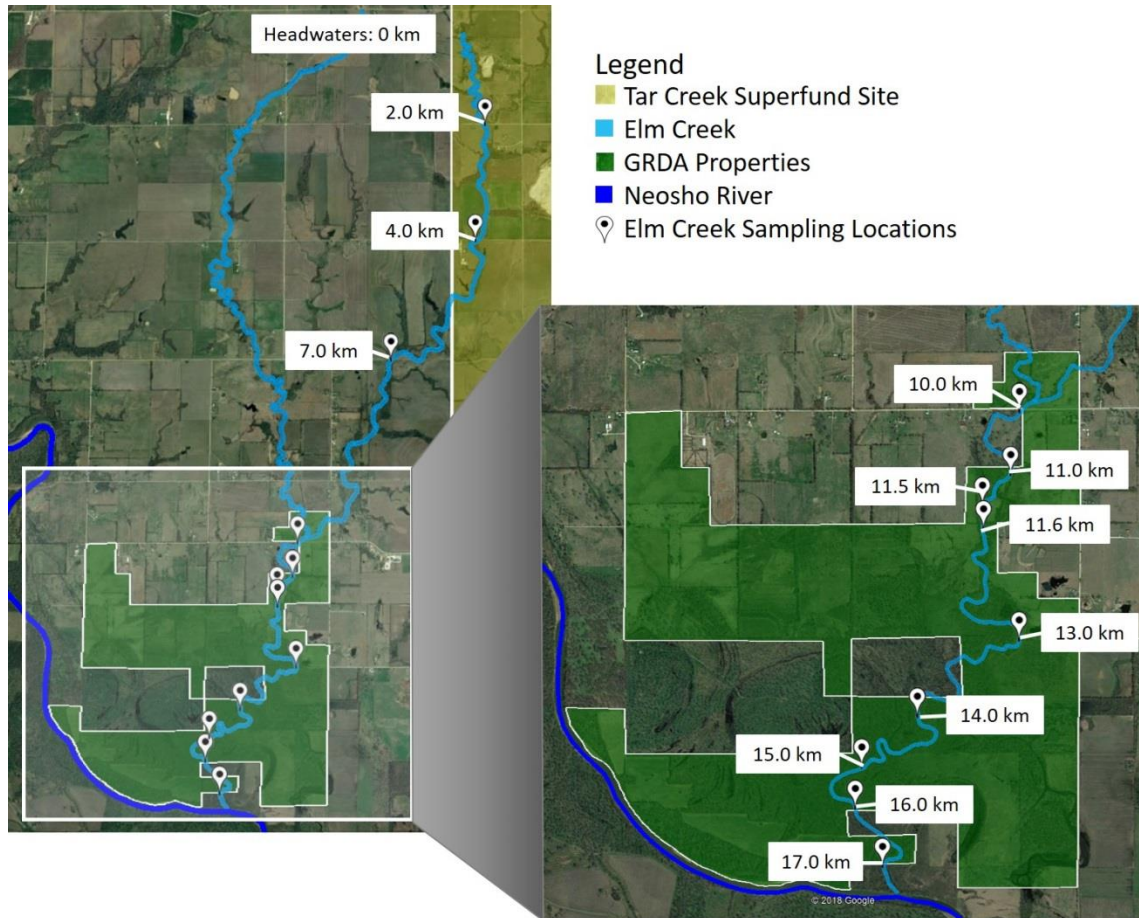 Headwaters: 0 km
2.0 km
4.0 km
7.0 km
Legend
Tar Creek Superfund Site
Elm Creek
GRDA Properties
Neosho River
Elm Creek Sampling Locations
10.0 km
11.0 km
11.5 km
11.6 km
13.0 km
14.0 km
15.0 km
16.0 km
17.0 km
© 2018 Google